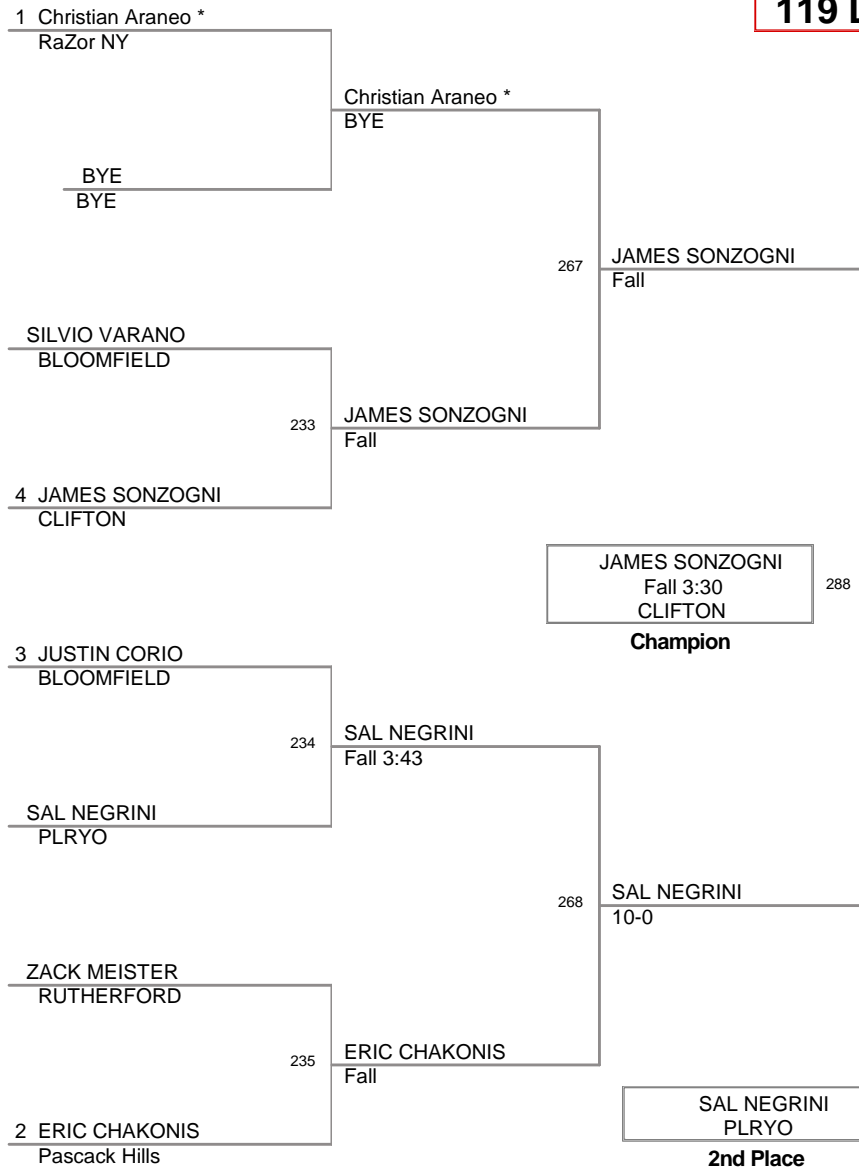 119 L
1 Christian Araneo *
RaZor NY
Christian Araneo *
BYE
BYE
BYE
267
JAMES SONZOGNI
Fall
SILVIO VARANO
BLOOMFIELD
233
JAMES SONZOGNI
Fall
4 JAMES SONZOGNI
CLIFTON
JAMES SONZOGNI
Fall 3:30
CLIFTON
288
Champion
3 JUSTIN CORIO
BLOOMFIELD
234
SAL NEGRINI
Fall 3:43
SAL NEGRINI
PLRYO
268
SAL NEGRINI
10-0
ZACK MEISTER
RUTHERFORD
235
ERIC CHAKONIS
Fall
2 ERIC CHAKONIS
Pascack Hills
SAL NEGRINI
PLRYO
2nd Place